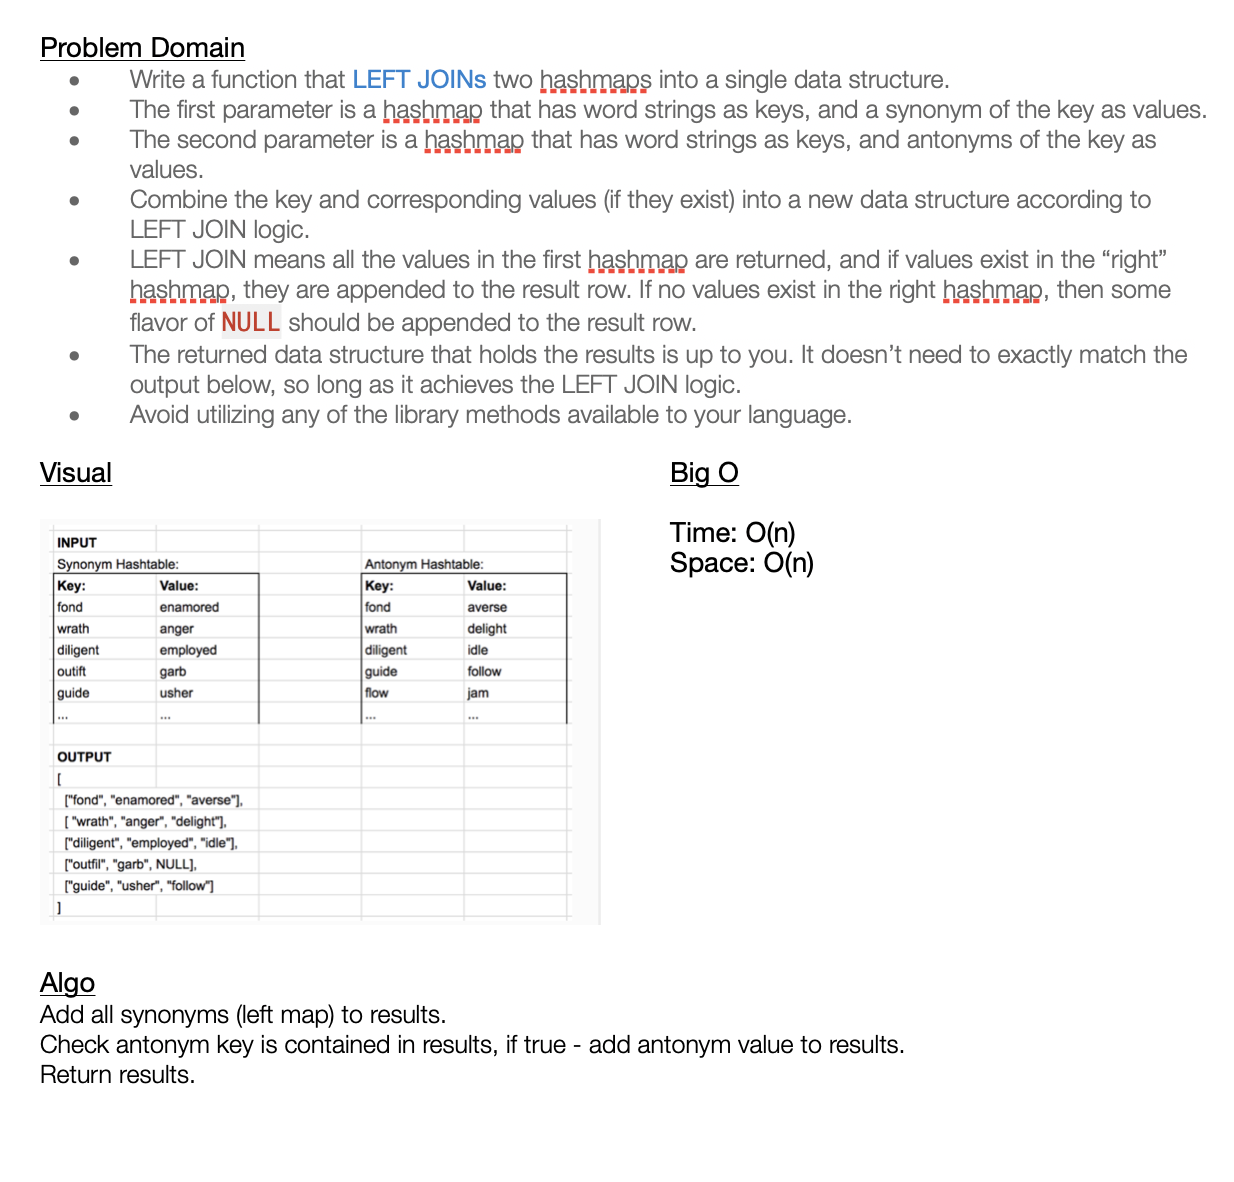 Problem Domain
• Write a function that LEFT JOINs two hashmaps into a single data structure.
• The first parameter is a hashmap that has word strings as keys, and a synonym of the key as values.
• The second parameter is a hashmap that has word strings as keys, and antonyms of the key as
values.
• Combine the key and corresponding values (if they exist) into a new data structure according to
LEFT JOIN logic.
• LEFT JOIN means all the values in the first hashmap are returned, and if values exist in the “right”
hashmap, they are appended to the result row. If no values exist in the right hashmap, then some
flavor of NULL should be appended to the result row.
• The returned data structure that holds the results is up to you. It doesn’t need to exactly match the
output below, so long as it achieves the LEFT JOIN logic.
• Avoid utilizing any of the library methods available to your language.
Visual
INPUT
Synonym Hashtable: Antonym Hashtable:
Key: Value: Key: Value:
fond enamored fond averse
wrath anger wrath delight
diligent employed diligent idle
outift garb guide follow
guide usher flow jam
... ... ... ...
OUTPUT
[
["fond", "enamored", "averse"],
[ "wrath", "anger", "delight"],
["diligent", "employed", "idle"],
["outfil", "garb", NULL],
["guide", "usher", "follow"]
]
Big O
Time: O(n)
Space: O(n)
Algo
Add all synonyms (left map) to results.
Check antonym key is contained in results, if true - add antonym value to results.
Return results.